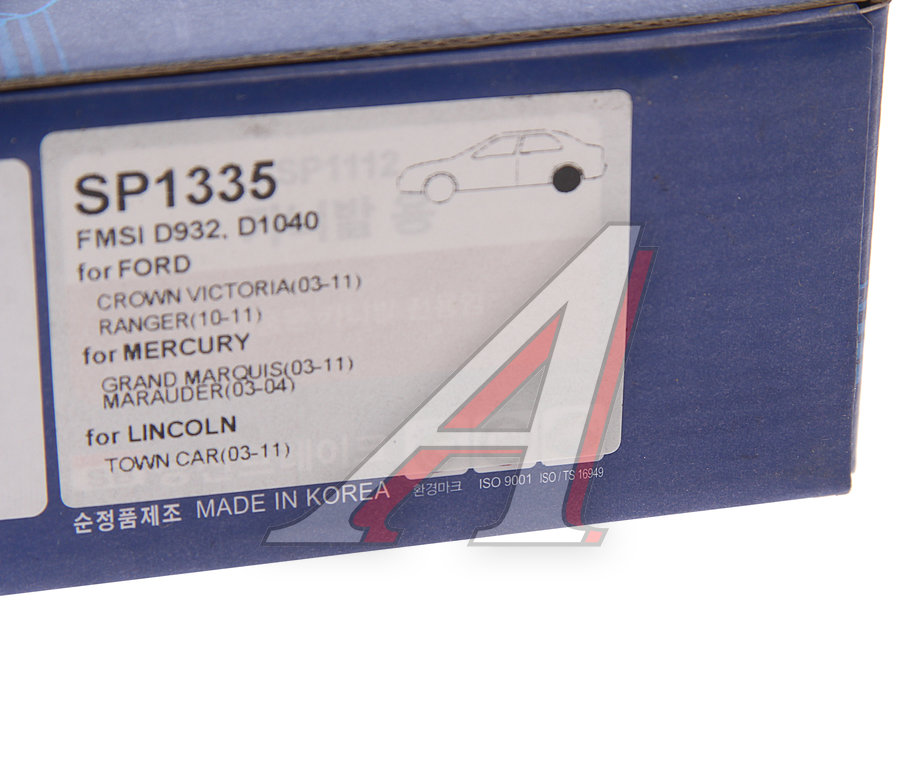 SP1335
SP1112
FMSI D932, D1040
for FORD
CROWN VICTORIA(03-11)
RANGER(10-11)
for MERCURY
GRAND MARQUIS(03-11)
MARAUDER(03-04)
for LINCOLN
TOWN CAR(03-11)
순정품제조 MADE IN KOREA 환경마크 ISO 9001 ISO / TS 16949